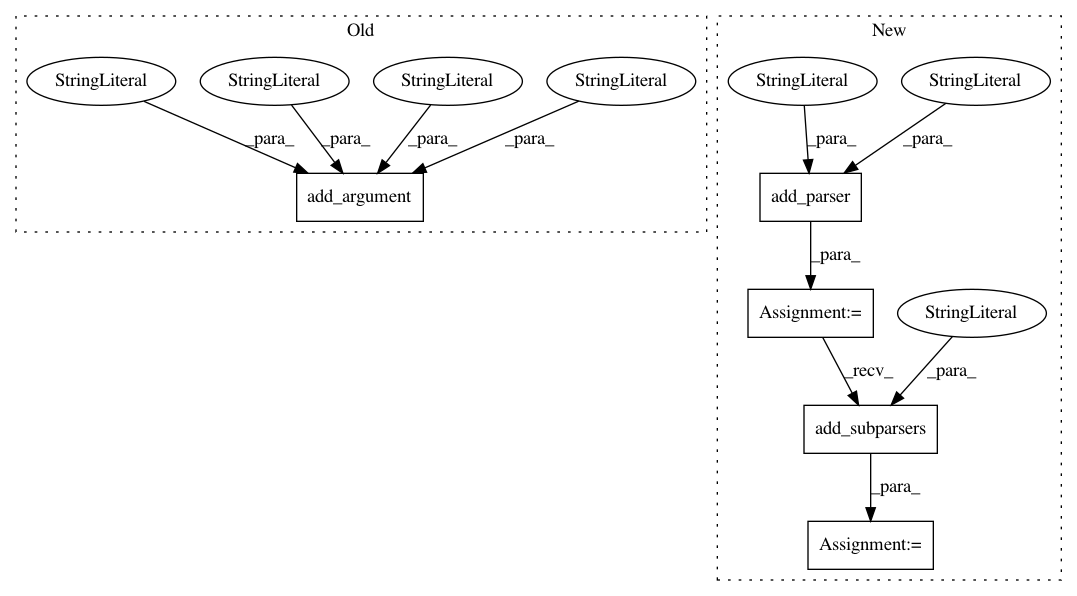 Old
New
StringLiteral StringLiteral StringLiteral StringLiteral
StringLiteral StringLiteral
_para_ _para_ _para_ _para_
_para_ _para_
add_argument
add_parser
_para_
Assignment:=
StringLiteral
_recv_ _para_
add_subparsers
_para_
Assignment:=